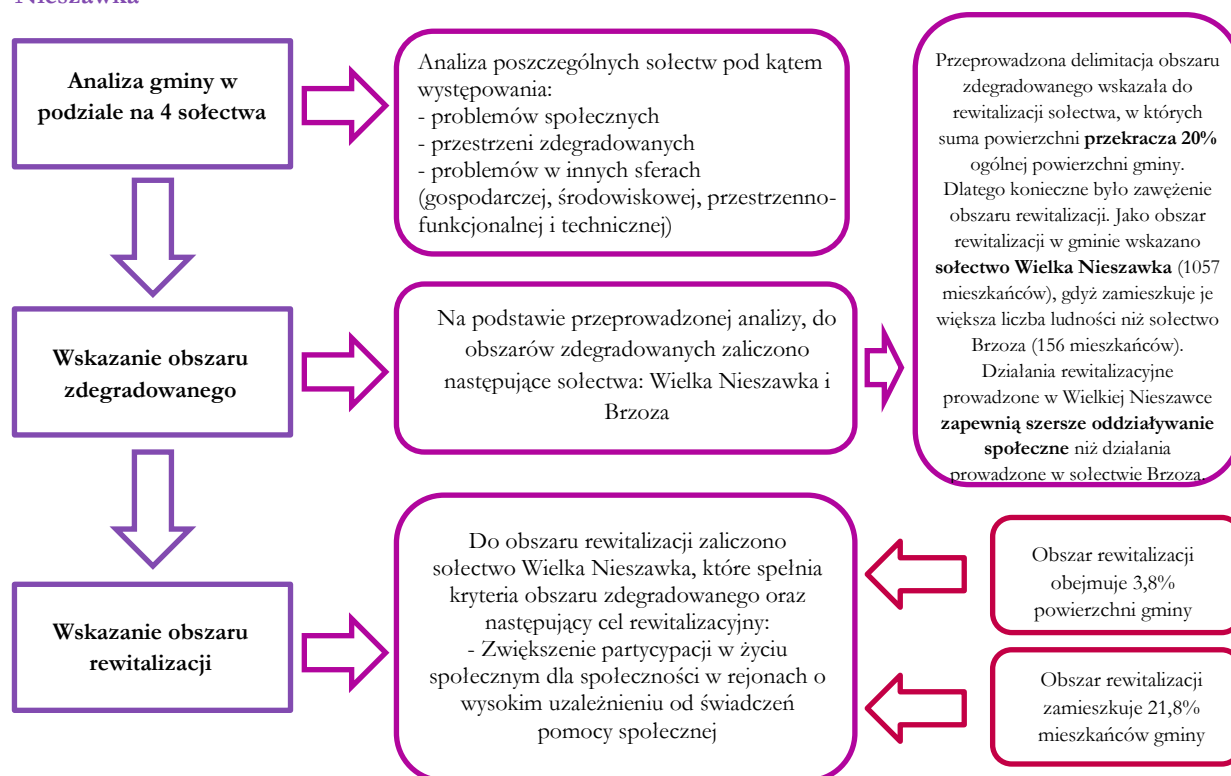 Nieszawka
Analiza gminy w
podziale na 4 sołectwa
Analiza poszczególnych sołectw pod kątem
występowania:
- problemów społecznych
- przestrzeni zdegradowanych
- problemów w innych sferach
(gospodarczej, środowiskowej, przestrzenno-
funkcjonalnej i technicznej)
Przeprowadzona delimitacja obszaru
zdegradowanego wskazała do
rewitalizacji sołectwa, w których
suma powierzchni przekracza 20%
ogólnej powierzchni gminy.
Dlatego konieczne było zawężenie
obszaru rewitalizacji. Jako obszar
rewitalizacji w gminie wskazano
sołectwo Wielka Nieszawka (1057
mieszkańców), gdyż zamieszkuje je
większa liczba ludności niż sołectwo
Brzoza (156 mieszkańców).
Działania rewitalizacyjne
prowadzone w Wielkiej Nieszawce
zapewnią szersze oddziaływanie
społeczne niż działania
prowadzone w sołectwie Brzoza.
Wskazanie obszaru
zdegradowanego
Na podstawie przeprowadzonej analizy, do
obszarów zdegradowanych zaliczono
następujące sołectwa: Wielka Nieszawka i
Brzoza
Wskazanie obszaru
rewitalizacji
Do obszaru rewitalizacji zaliczono
sołectwo Wielka Nieszawka, które spełnia
kryteria obszaru zdegradowanego oraz
następujący cel rewitalizacyjny:
- Zwiększenie partycypacji w życiu
społecznym dla społeczności w rejonach o
wysokim uzależnieniu od świadczeń
pomocy społecznej
Obszar rewitalizacji
obejmuje 3,8%
powierzchni gminy
Obszar rewitalizacji
zamieszkuje 21,8%
mieszkańców gminy